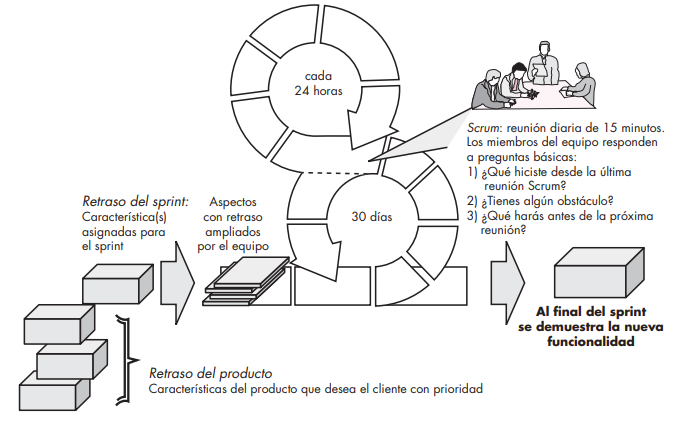 cada
24 horas
Scrum: reunión diaria de 15 minutos.
Los miembros del equipo responden
a preguntas básicas:
1) ¿Qué hiciste desde la última
reunión Scrum?
2) ¿Tienes algún obstáculo?
3) ¿Qué harás antes de la próxima
reunión?
Retraso del sprint:
Característica(s)
asignadas para
el sprint
Aspectos
con retraso
ampliados
por el equipo
30 días
Al final del sprint
se demuestra la nueva
funcionalidad
Retraso del producto
Características del producto que desea el cliente con prioridad